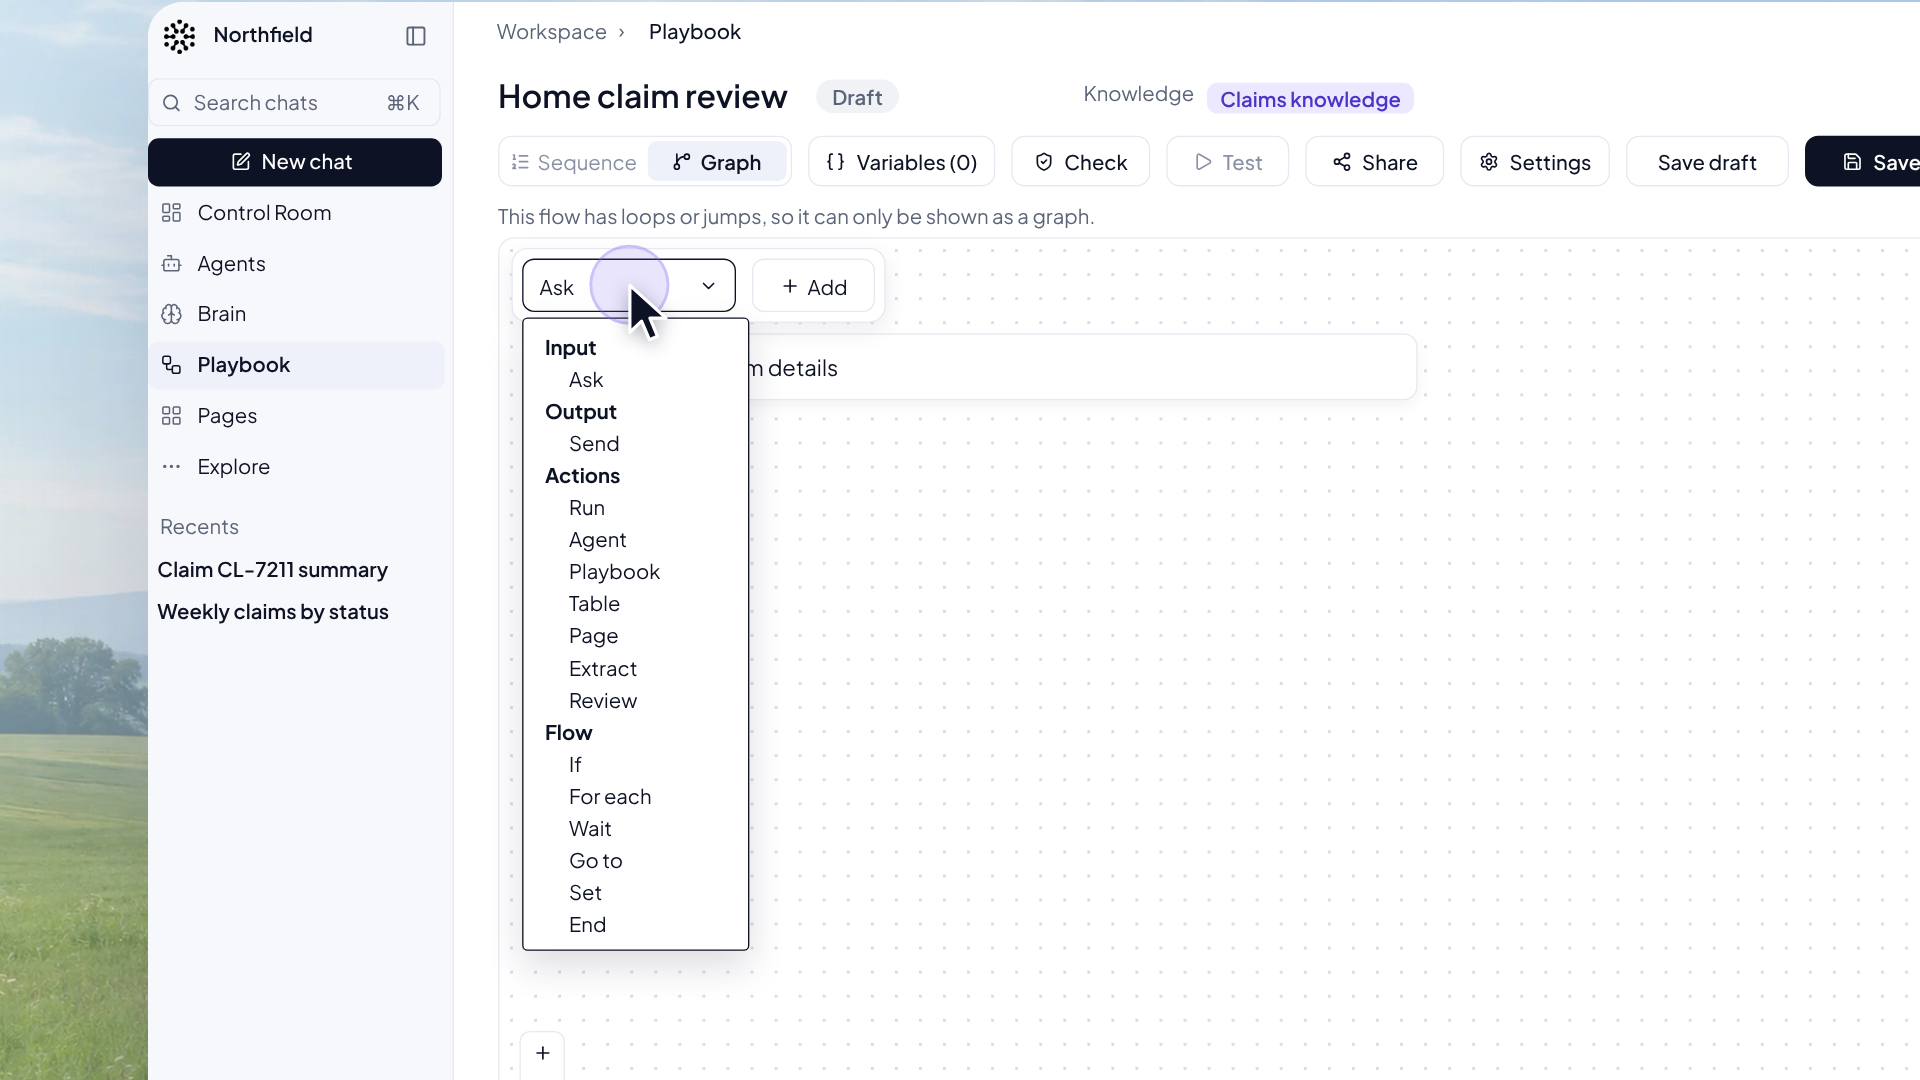 Northfield
Search chats ⌘K
New chat
Control Room
Agents
Brain
Playbook
Pages
Explore
Recents
Claim CL-7211 summary
Weekly claims by status
Workspace › Playbook
Home claim review Draft
Knowledge Claims knowledge
Sequence Graph {} Variables (0) Check Test Share Settings Save draft Save
This flow has loops or jumps, so it can only be shown as a graph.
Ask + Add
m details
Input
Ask
Output
Send
Actions
Run
Agent
Playbook
Table
Page
Extract
Review
Flow
If
For each
Wait
Go to
Set
End
+